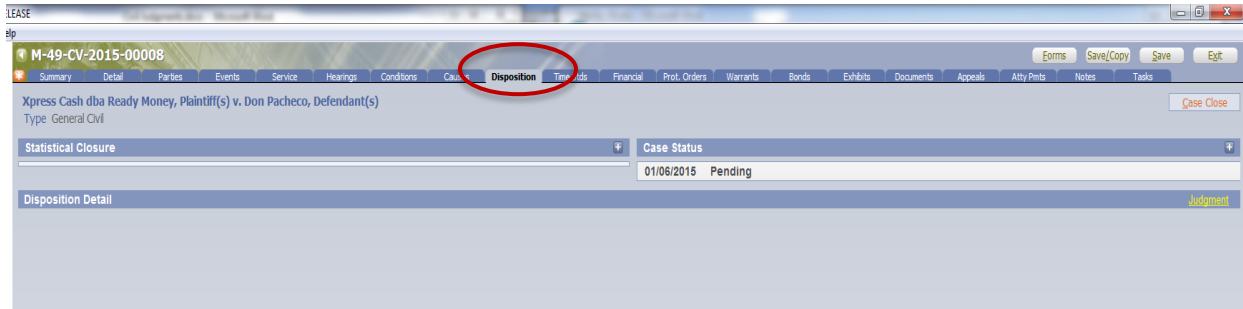 ELEASE
elp
M-49-CV-2015-00008 Forms Save/Copy Save Exit
Summary Detail Parties Events Service Hearings Conditions Causes Disposition Financial Prot. Orders Warrants Bonds Exhibits Documents Appeals Atty Pmts Notes Tasks
Xpress Cash dba Ready Money, Plaintiff(s) v. Don Pacheco, Defendant(s) Case Close
Type General Civil
Statistical Closure Case Status
01/06/2015 Pending
Disposition Detail Judgment